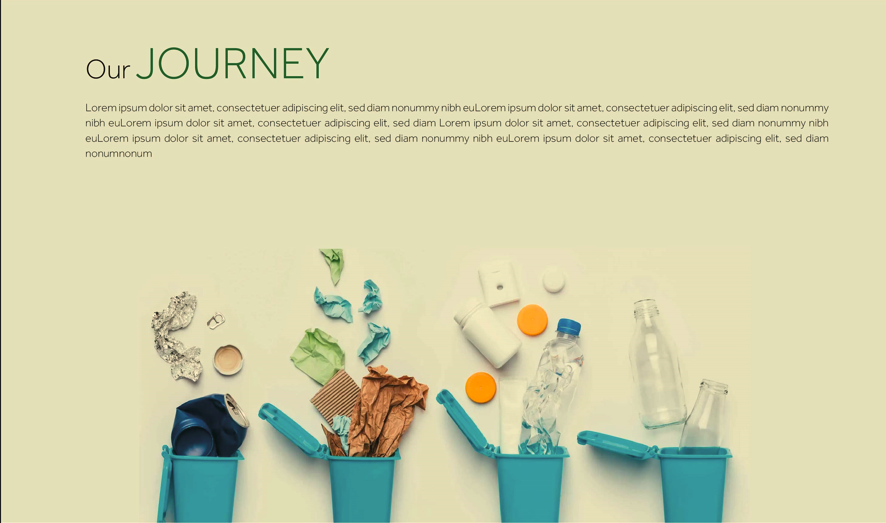 Our JOURNEY
Lorem ipsum dolor sit amet, consectetuer adipiscing elit, sed diam nonummy nibh euLorem ipsum dolor sit amet, consectetuer adipiscing elit, sed diam nonummy
nibh euLorem ipsum dolor sit amet, consectetuer adipiscing elit, sed diam Lorem ipsum dolor sit amet, consectetuer adipiscing elit, sed diam nonummy nibh
euLorem ipsum dolor sit amet, consectetuer adipiscing elit, sed diam nonummy nibh euLorem ipsum dolor sit amet, consectetuer adipiscing elit, sed diam
nonumnonum